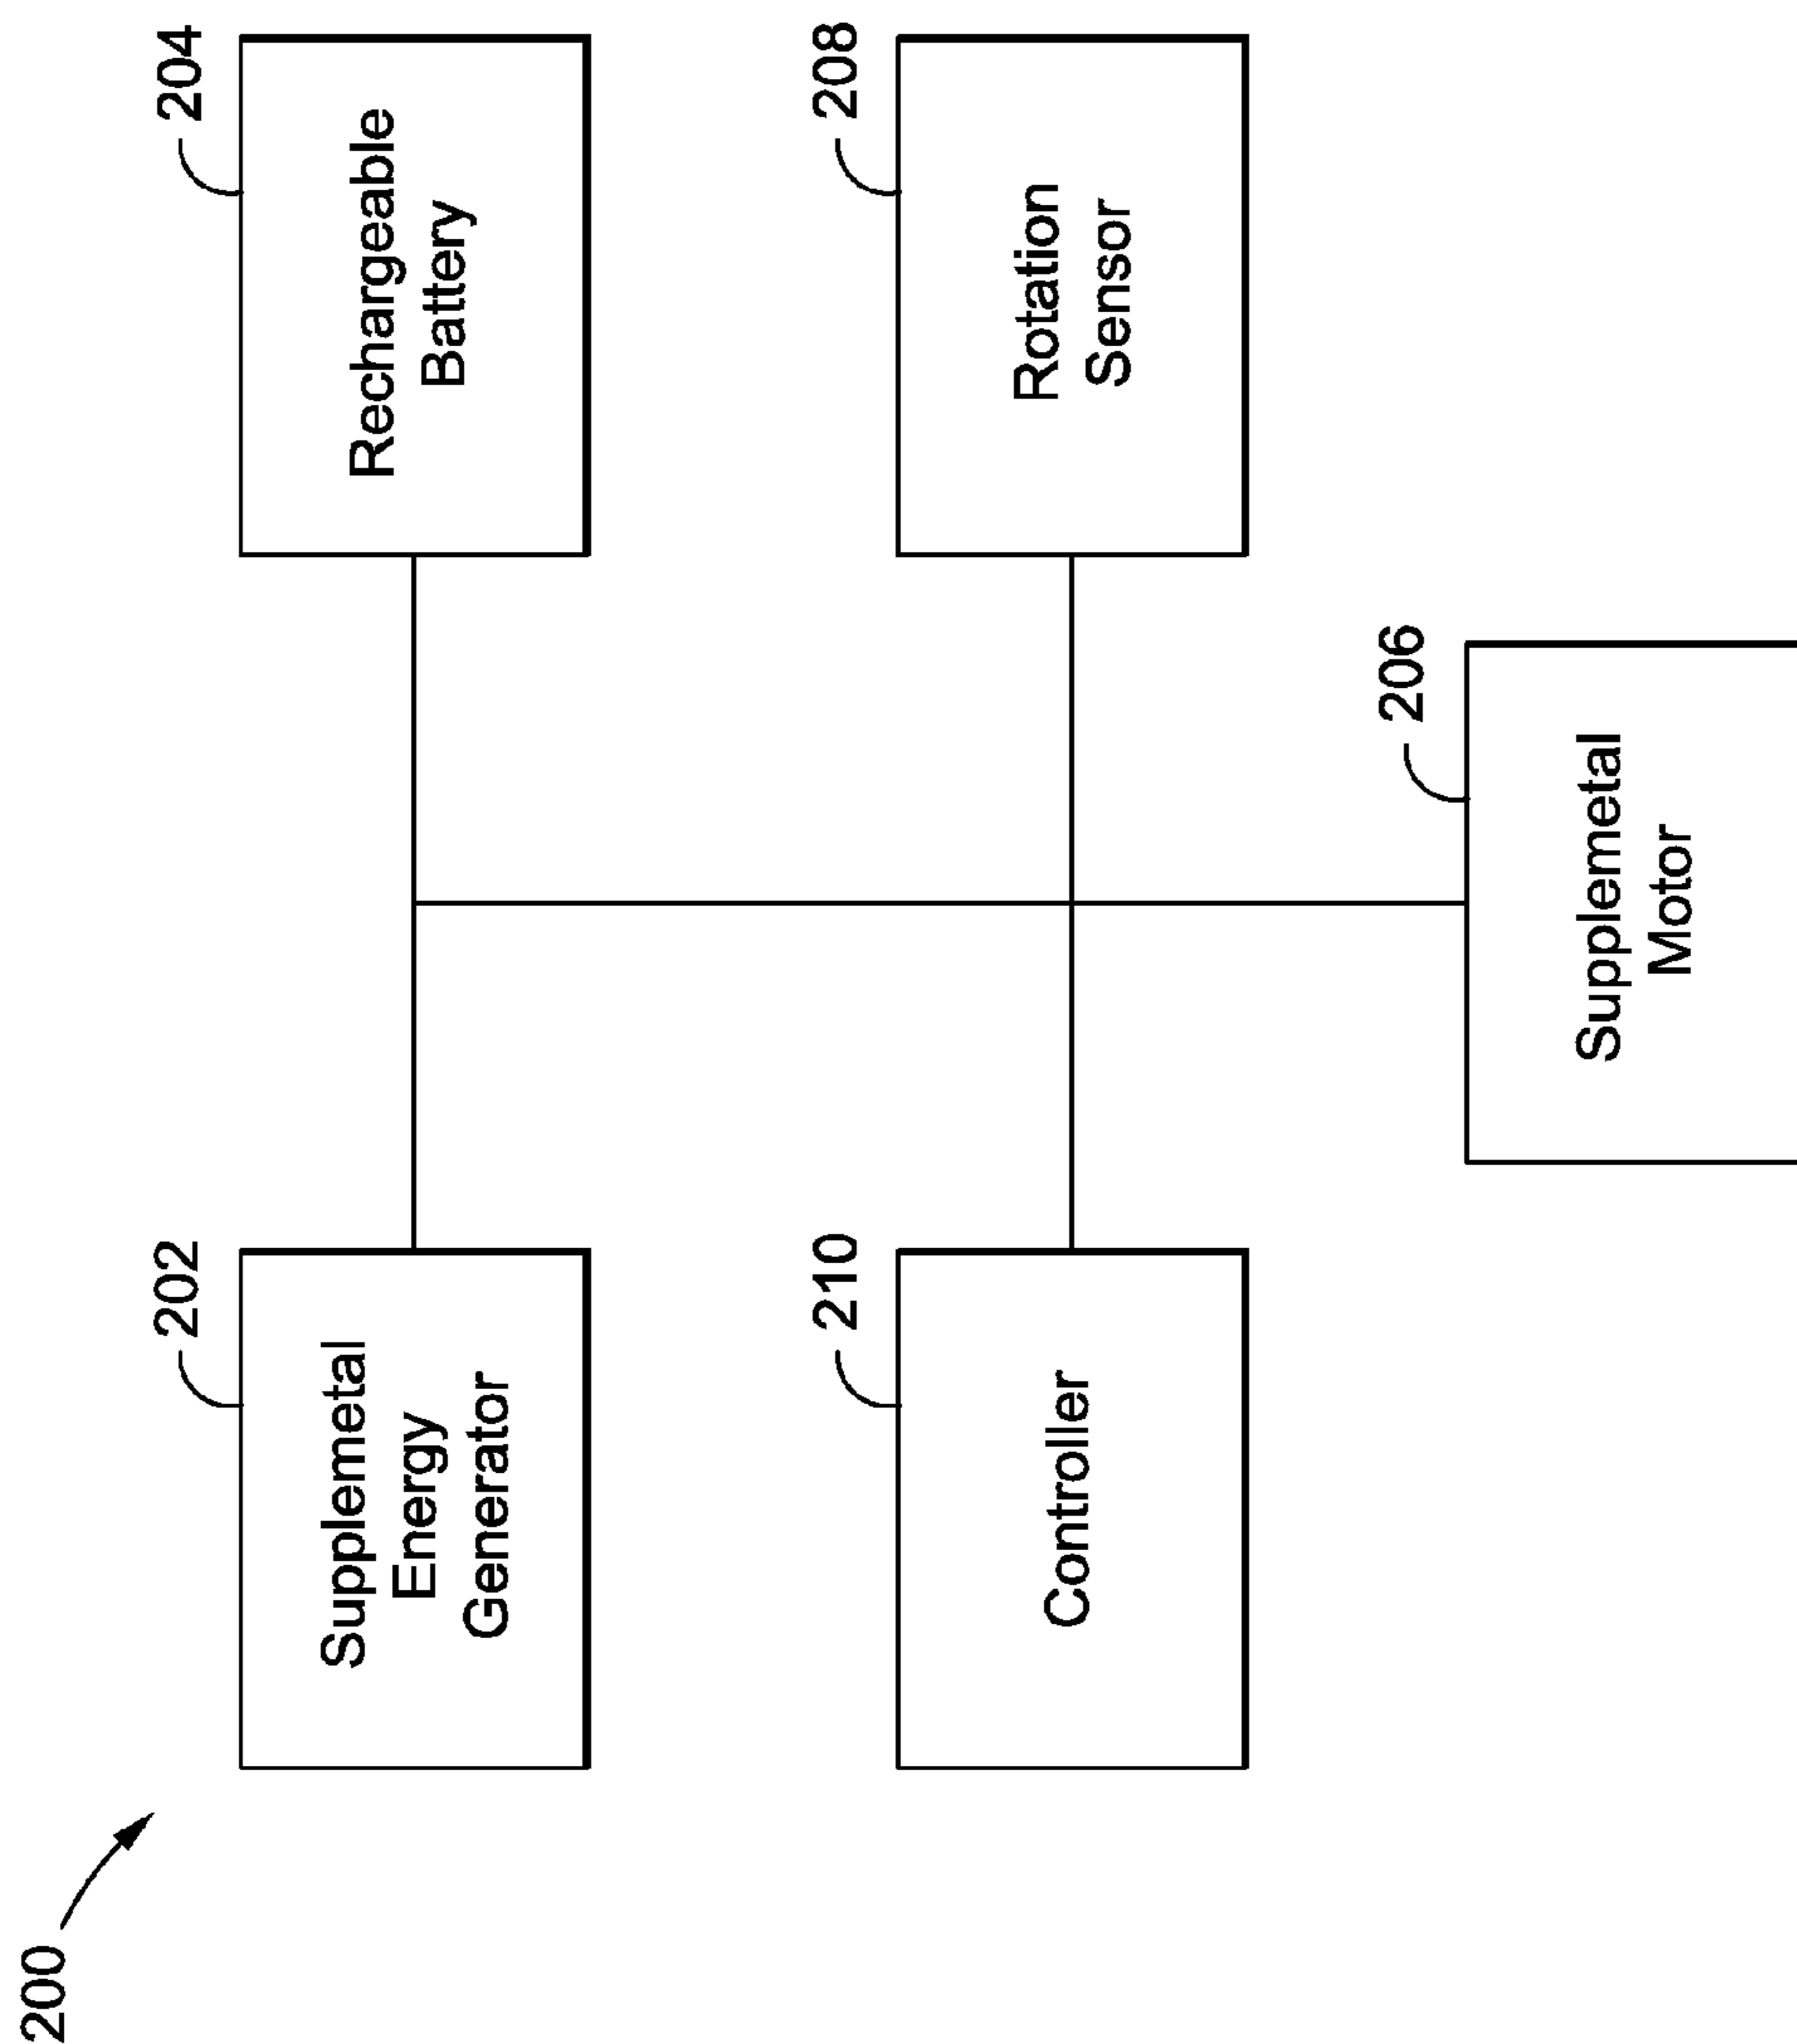 200
202
Supplemetal
Energy
Generator
204
Rechargeable
Battery
210
Controller
208
Rotation
Sensor
206
Supplemetal
Motor